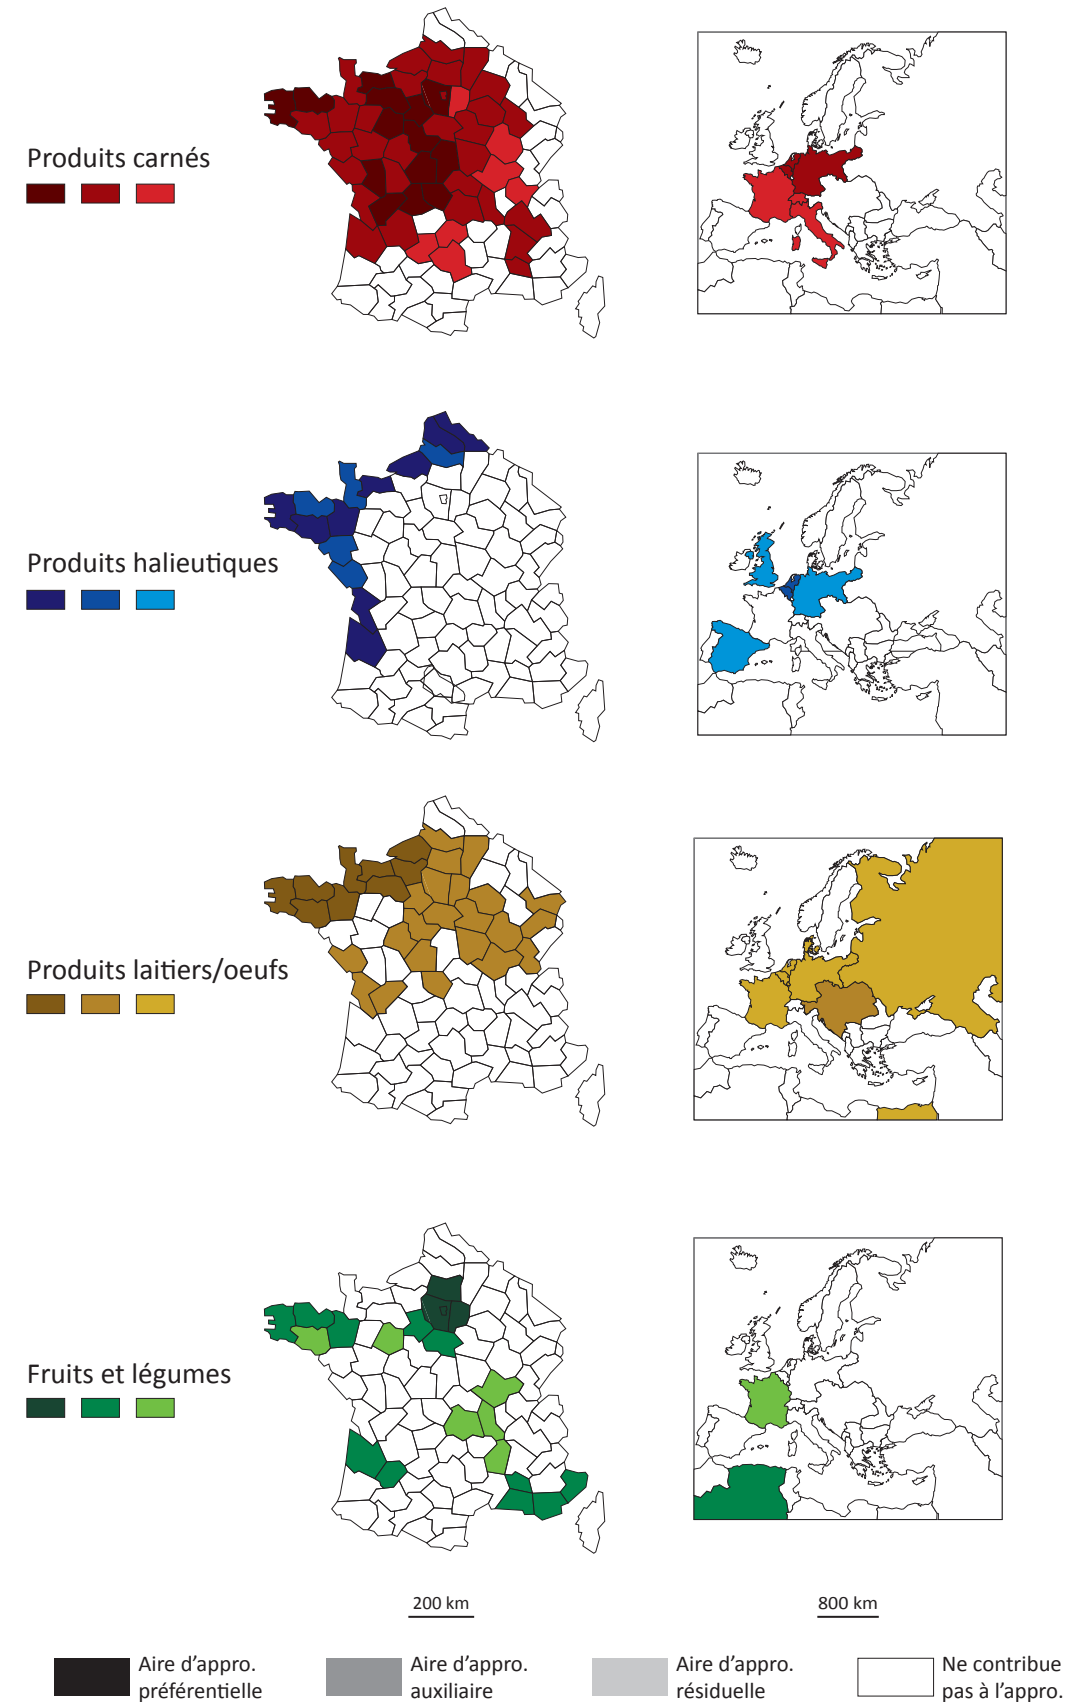 Produits carnés
Produits halieutiques
Produits laitiers/oeufs
Fruits et légumes
200 km
800 km
Aire d'appro.
préférentielle
Aire d'appro.
auxiliaire
Aire d'appro.
résiduelle
Ne contribue
pas à l'appro.